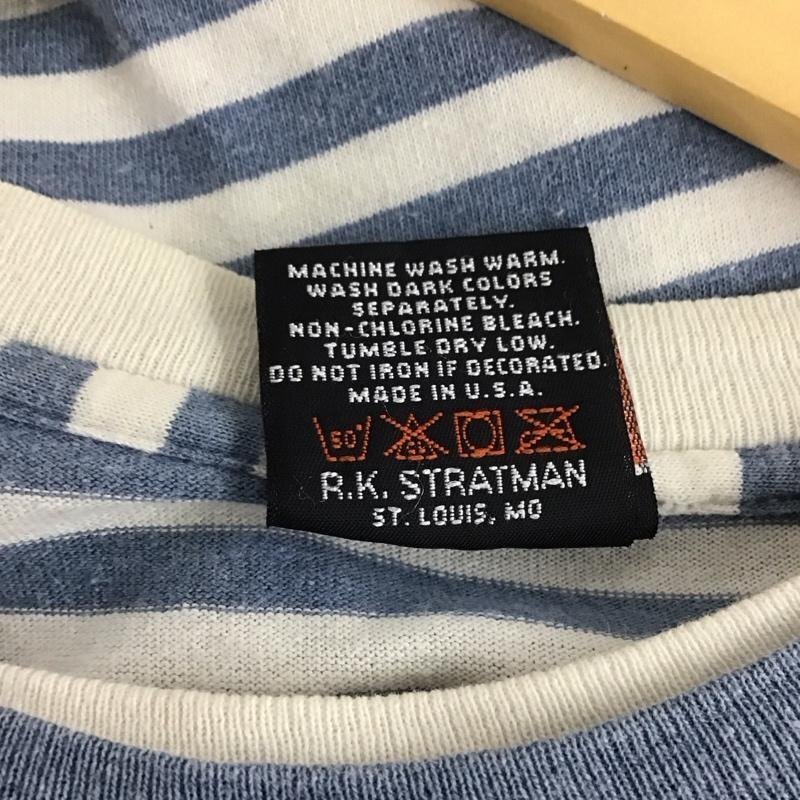 MACHINE WASH WARM.
WASH DARK COLORS
SEPARATELY.
NON-CHLORINE BLEACH.
TUMBLE DRY LOW.
DO NOT IRON IF DECORATED.
MADE IN U.S.A.
50°
R.K. STRATMAN
ST. LOUIS, MO